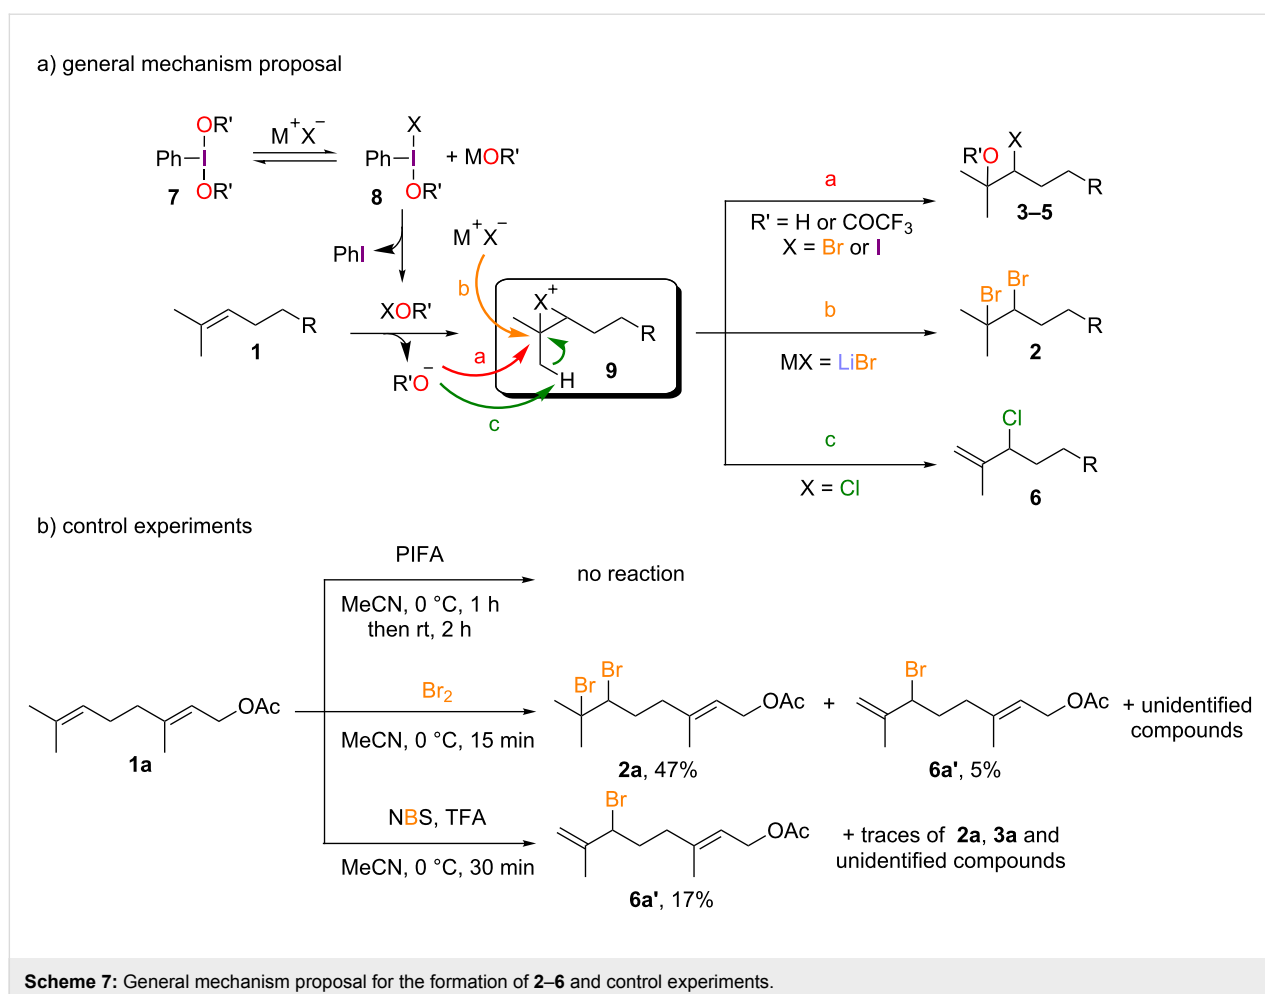 a) general mechanism proposal
OR'
Ph I
OR'
7
M+X−
X
Ph I
OR'
8
+ MOR'
PhI
M+X−
b
XOR'
R
1
R'O−
a
c
X+
R
H
9
a
R' = H or COCF3
X = Br or I
R'O X
R
3–5
b
MX = LiBr
Br
Br
R
2
c
X = Cl
Cl
R
6
b) control experiments
PIFA
MeCN, 0 °C, 1 h
then rt, 2 h
no reaction
OAc
1a
Br2
MeCN, 0 °C, 15 min
Br
Br
OAc
2a, 47%
+
Br
OAc
6a', 5%
+ unidentified
compounds
NBS, TFA
MeCN, 0 °C, 30 min
Br
OAc
6a', 17%
+ traces of 2a, 3a and
unidentified compounds
Scheme 7: General mechanism proposal for the formation of 2–6 and control experiments.